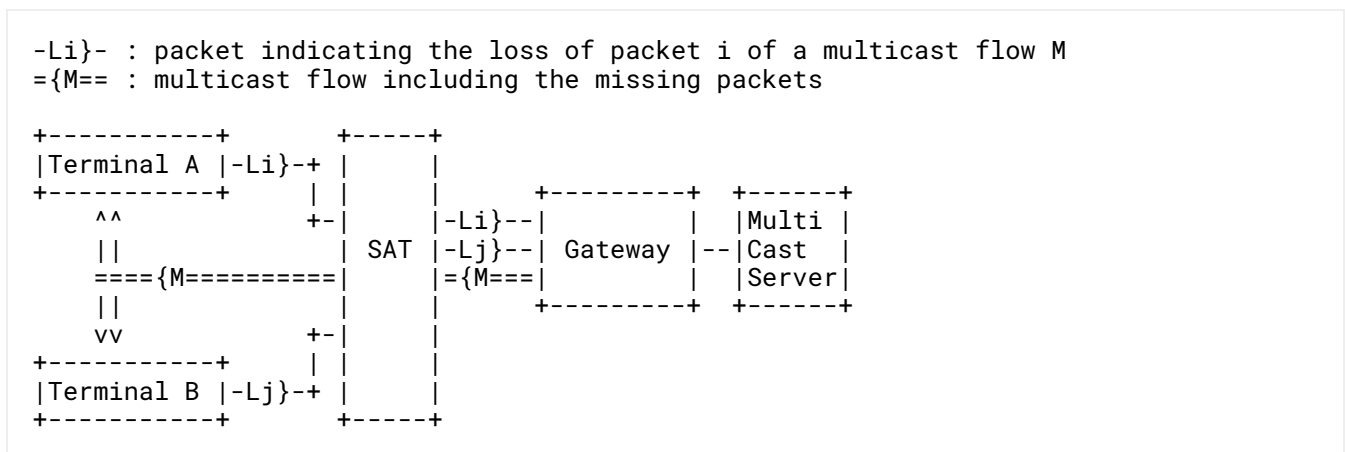 -Li}- : packet indicating the loss of packet i of a multicast flow M
={M== : multicast flow including the missing packets

+-----------+       +-----+
|Terminal A |-Li}-+ |     |
+-----------+     | |     |      +---------+  +------+
    ^^            +-|     |-Li}--|         |  |Multi |
    ||              | SAT |-Lj}--| Gateway |--|Cast  |
    ===={M==========|     |={M===|         |  |Server|
    ||              |     |      +---------+  +------+
    vv            +-|     |
+-----------+     | |     |
|Terminal B |-Lj}-+ |     |
+-----------+       +-----+